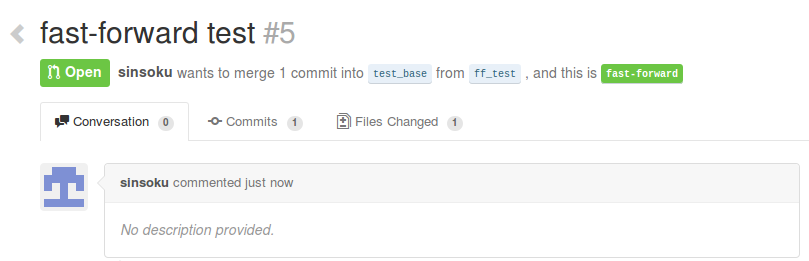 fast-forward test #5
Open sinsoku wants to merge 1 commit into test_base from ff_test , and this is fast-forward
Conversation 0 Commits 1 Files Changed 1
sinsoku commented just now
No description provided.